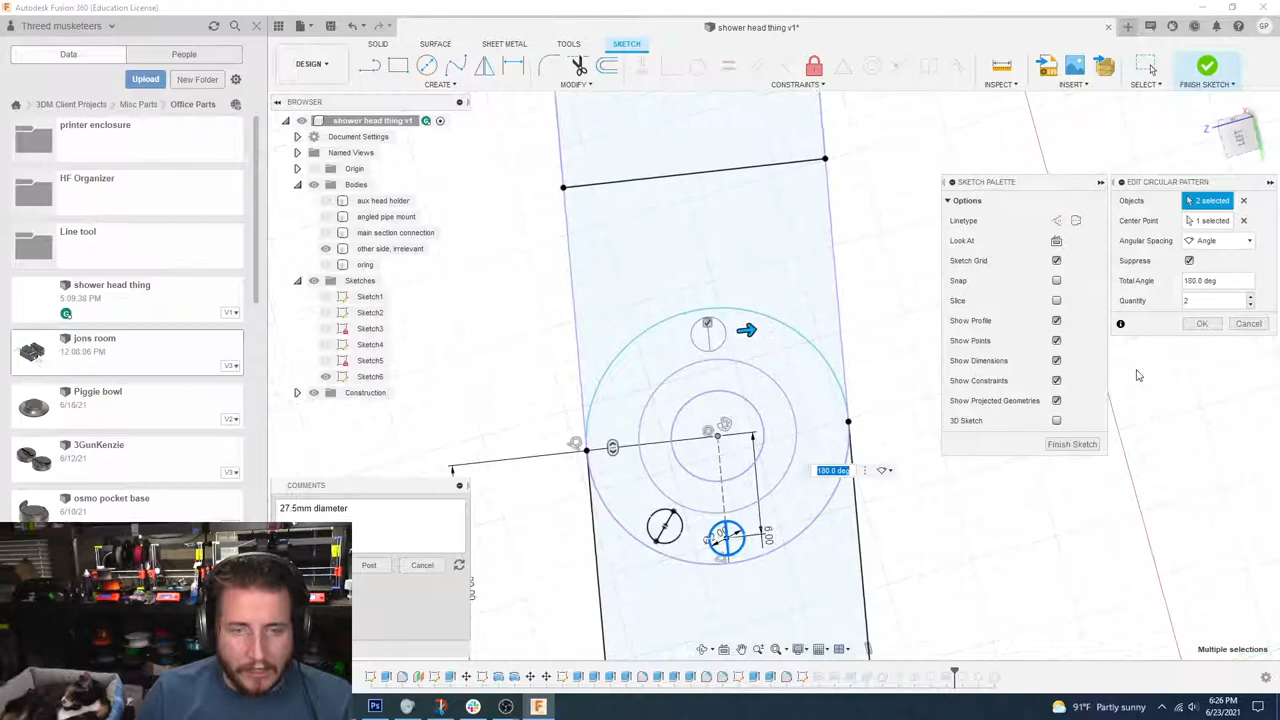 Autodesk Fusion 360 (Education License)
Threed musketeers
shower head thing v1*
GP
Data
People
Upload
New Folder
3DM Client Projects
Misc Parts
Office Parts
printer enclosure
HF Organizer
Line tool
shower head thing
5:09:38 PM
V1
jons room
12:08:06 PM
V3
Piggie bowl
6/16/21
V2
3GunKenzie
6/12/21
V3
osmo pocket base
6/10/21
V1
DESIGN
SOLID
SURFACE
SHEET METAL
TOOLS
SKETCH
CREATE
MODIFY
CONSTRAINTS
INSPECT
INSERT
SELECT
FINISH SKETCH
BROWSER
shower head thing v1
Document Settings
Named Views
Origin
Bodies
aux head holder
angled pipe mount
main section connection
other side, irrelevant
oring
Sketches
Sketch1
Sketch2
Sketch3
Sketch4
Sketch5
Sketch6
Construction
COMMENTS
27.5mm diameter
Post
Cancel
6.00
180.0 deg
Z
X
LEFT
SKETCH PALETTE
Options
Linetype
Look At
Sketch Grid
Snap
Slice
Show Profile
Show Points
Show Dimensions
Show Constraints
Show Projected Geometries
3D Sketch
Finish Sketch
EDIT CIRCULAR PATTERN
Objects
2 selected
Center Point
1 selected
Angular Spacing
Angle
Suppress
Total Angle
180.0 deg
Quantity
2
OK
Cancel
Multiple selections
91°F Partly sunny
6:26 PM
6/23/2021